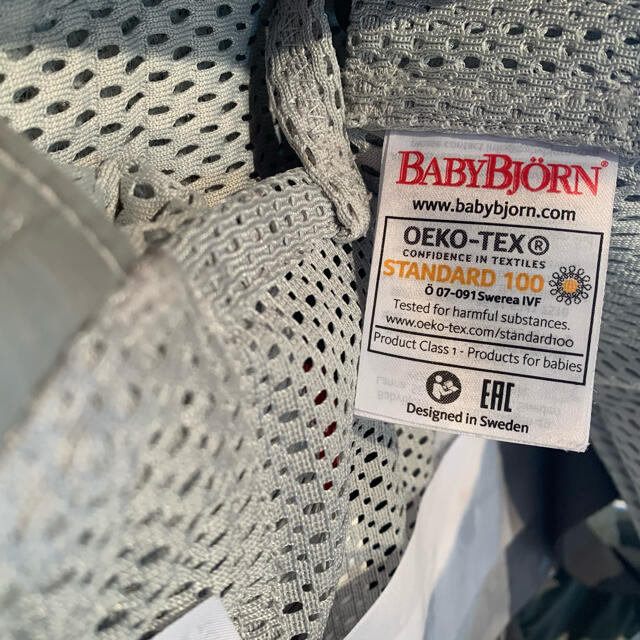 BABYBJÖRN®
www.babybjorn.com
OEKO-TEX®
CONFIDENCE IN TEXTILES
STANDARD 100
Ö 07-091 Swerea IVF
Tested for harmful substances.
www.oeko-tex.com/standard100
Product Class 1 - Products for babies
EAC
Designed in Sweden